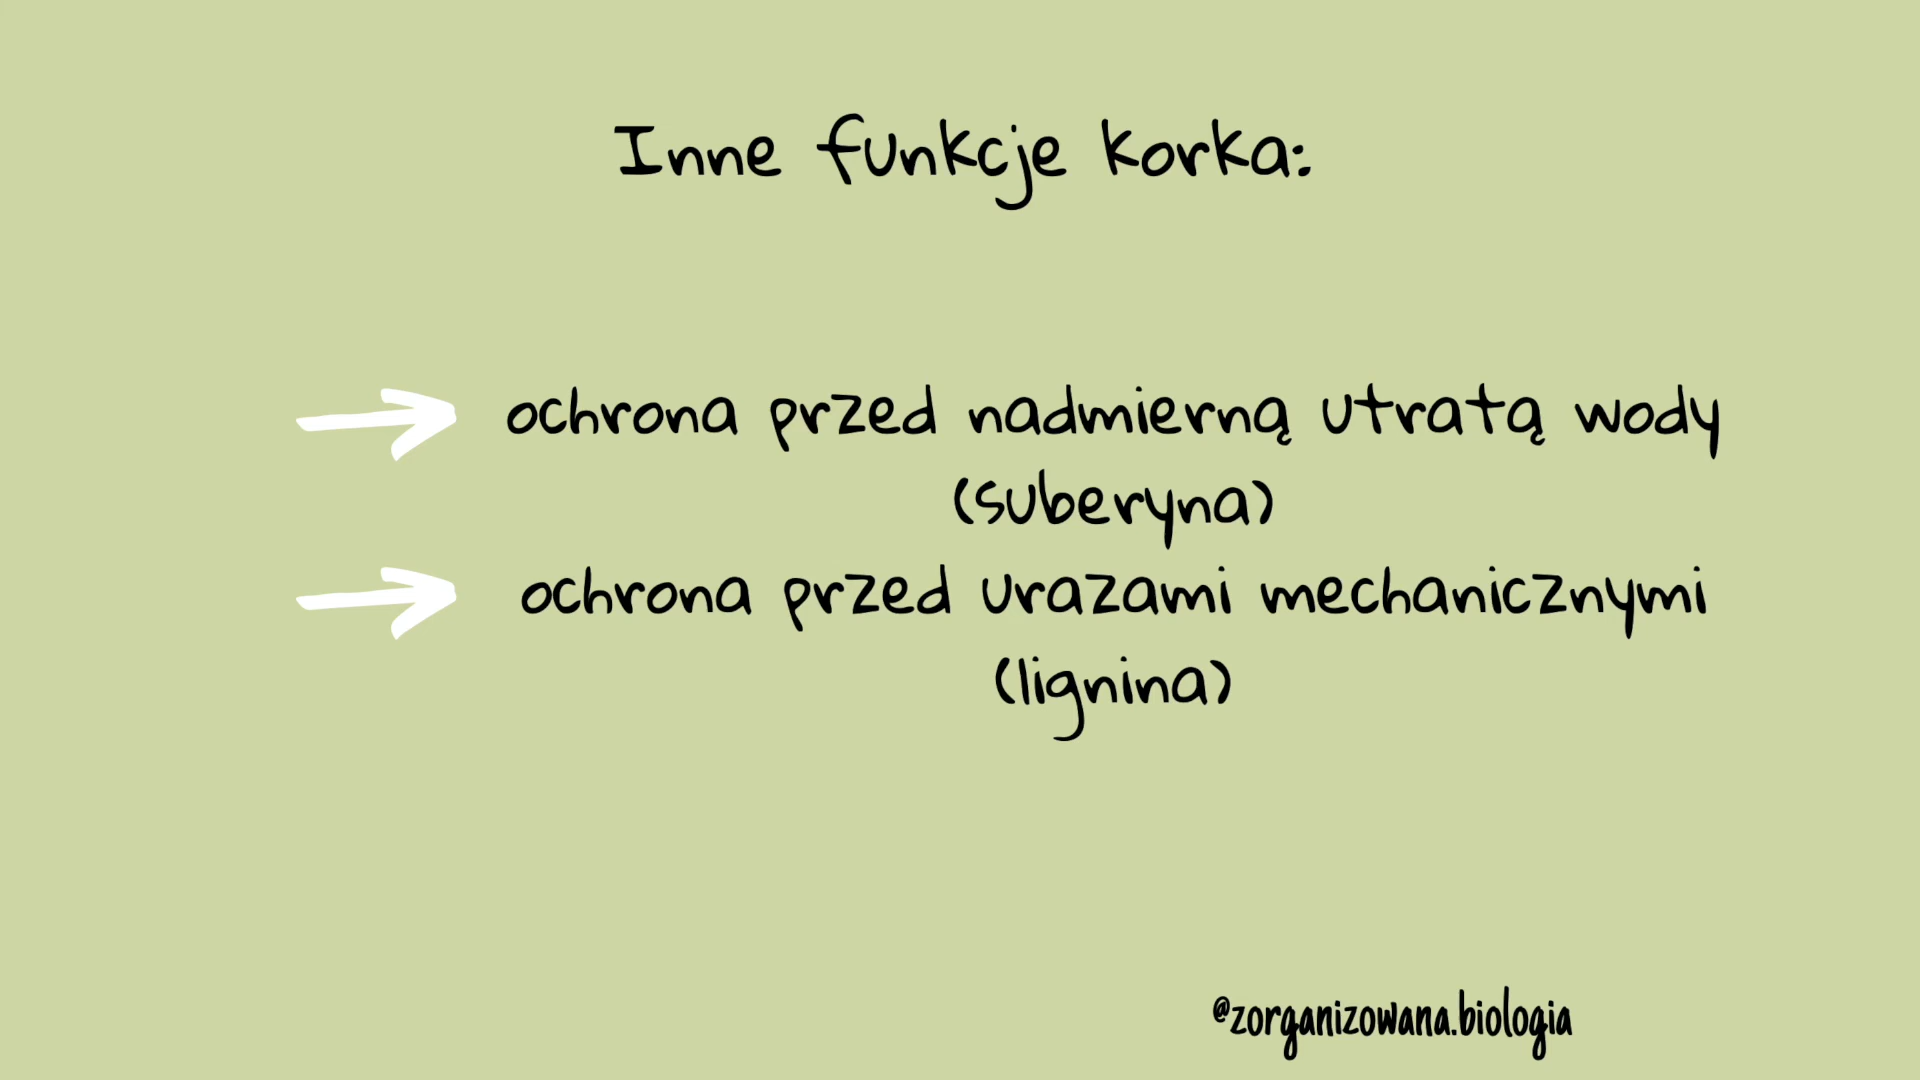 Inne funkcje korka:
ochrona przed nadmierną utratą wody
(suberyna)
ochrona przed urazami mechanicznymi
(lignina)
@zorganizowana.biologia